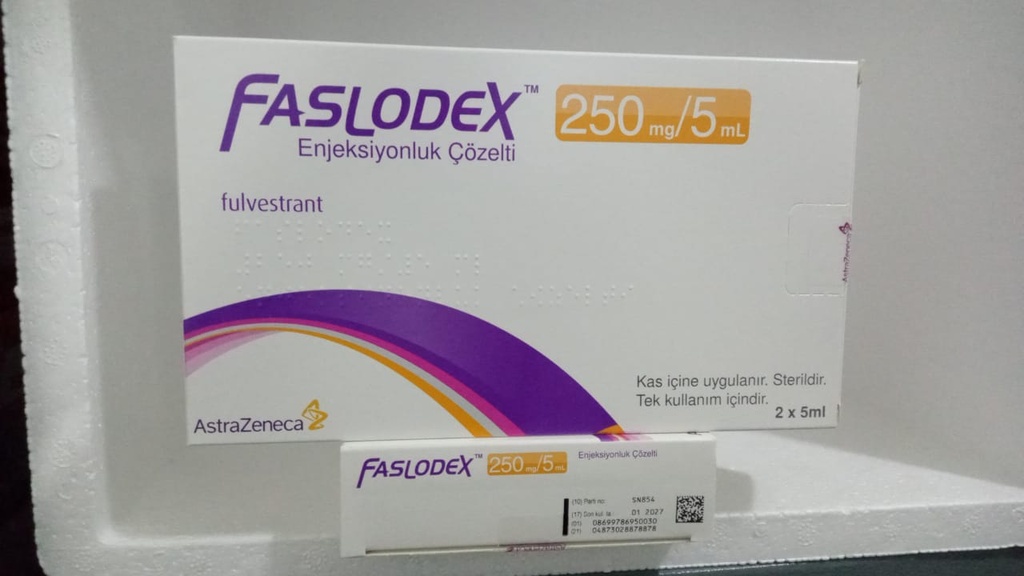 FASLODEX™ 250 mg/5 mL
Enjeksiyonluk Çözelti
fulvestrant
AstraZeneca
Kas içine uygulanır. Sterildir.
Tek kullanım içindir.
2 x 5ml
AstraZeneca
FASLODEX™ 250 mg/5 mL Enjeksiyonluk Çözelti
(10) Parti no: SN854
(17) Son kul. ta.: 01 2027
(01) 08699786950030
(21) 04873028878878
AstraZeneca